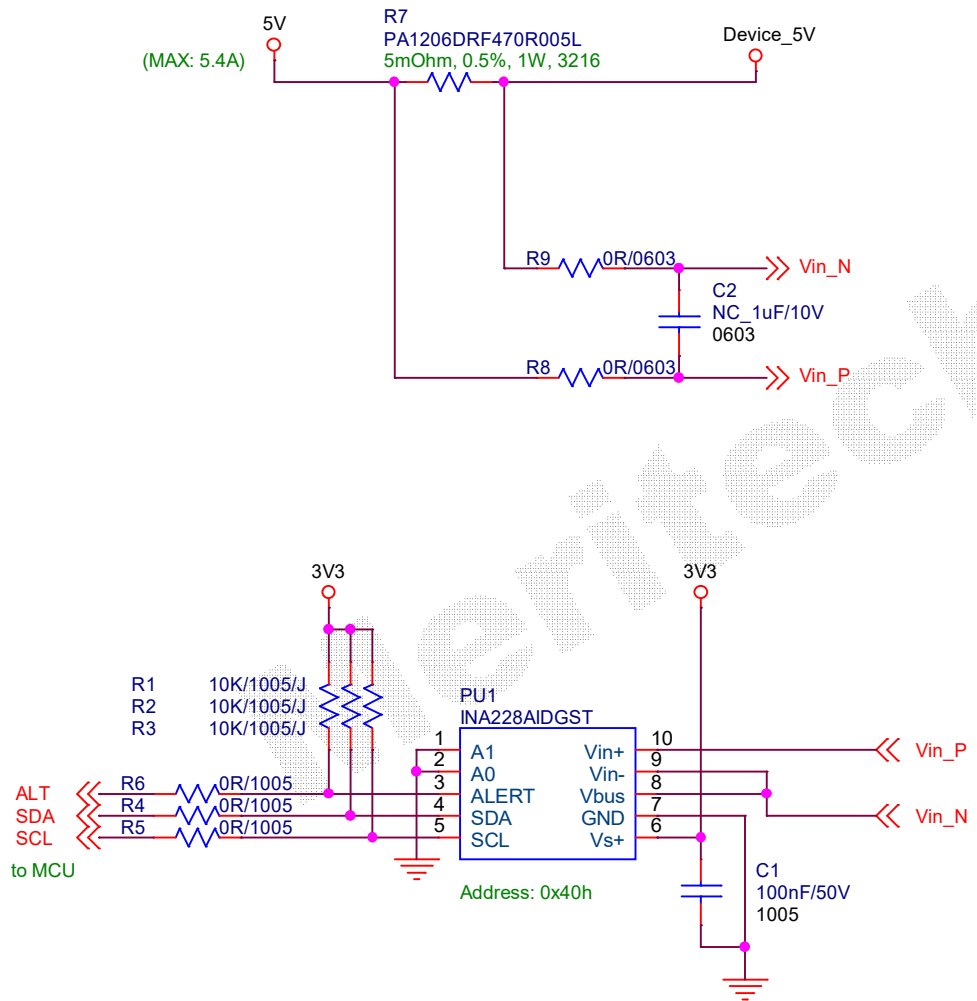 5V
(MAX: 5.4A)
R7
PA1206DRF470R005L
5mOhm, 0.5%, 1W, 3216
Device_5V
R9 0R/0603
Vin_N
C2
NC_1uF/10V
0603
R8 0R/0603
Vin_P
Meritech
3V3
3V3
R1 10K/1005/J
R2 10K/1005/J
R3 10K/1005/J
PU1
INA228AIDGST
1 A1 Vin+ 10 Vin_P
2 A0 Vin- 9
ALT R6 0R/1005 3 ALERT Vbus 8
SDA R4 0R/1005 4 SDA GND 7 Vin_N
SCL R5 0R/1005 5 SCL Vs+ 6
to MCU
Address: 0x40h
C1
100nF/50V
1005